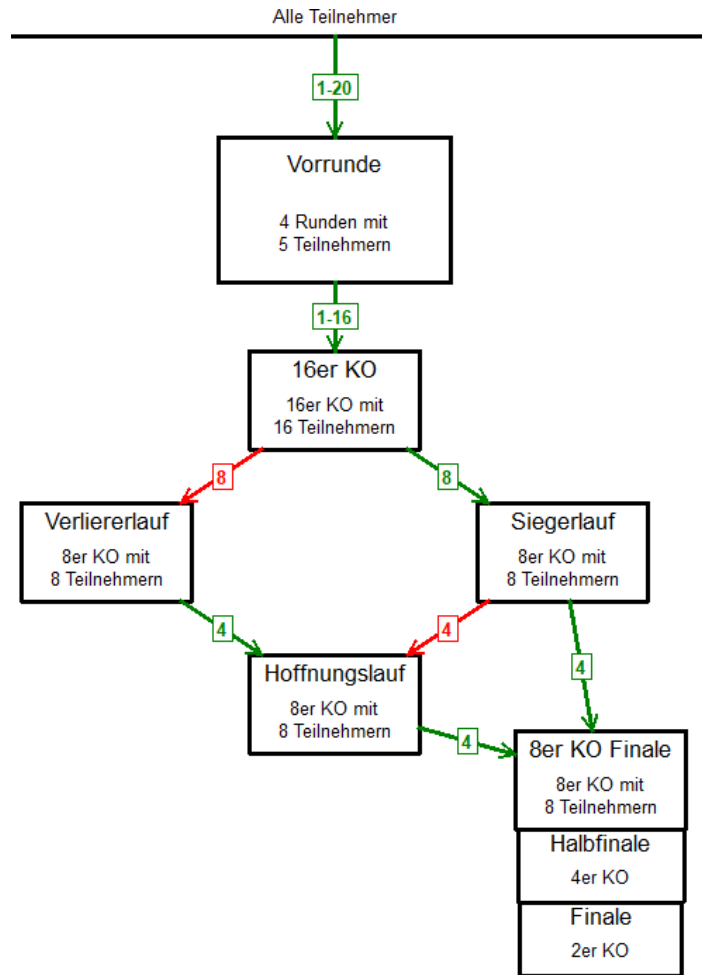 Alle Teilnehmer
1-20
Vorrunde
4 Runden mit
5 Teilnehmern
1-16
16er KO
16er KO mit
16 Teilnehmern
8
8
Verliererlauf
8er KO mit
8 Teilnehmern
Siegerlauf
8er KO mit
8 Teilnehmern
4
4
4
Hoffnungslauf
8er KO mit
8 Teilnehmern
4
8er KO Finale
8er KO mit
8 Teilnehmern
Halbfinale
4er KO
Finale
2er KO